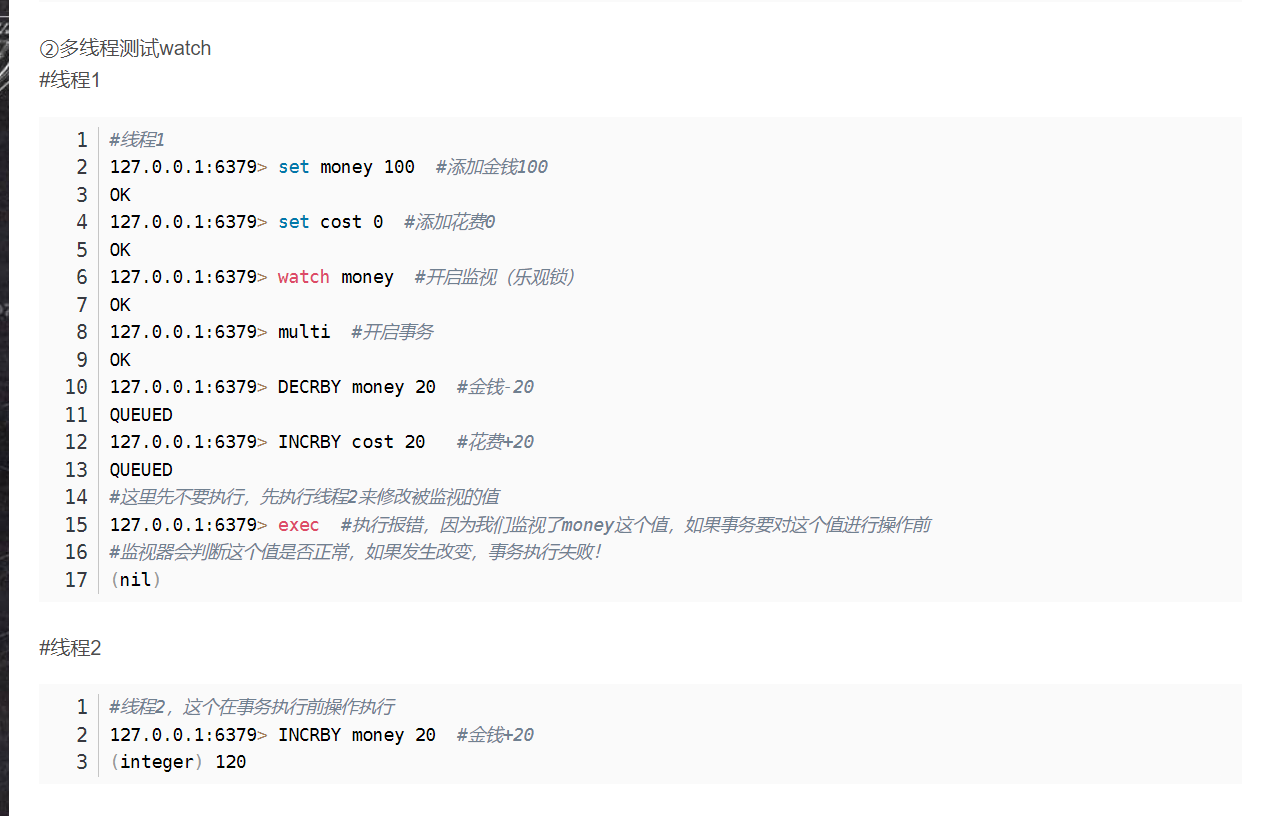 ②多线程测试watch
#线程1
1 #线程1
2 127.0.0.1:6379> set money 100  #添加金钱100
3 OK
4 127.0.0.1:6379> set cost 0  #添加花费0
5 OK
6 127.0.0.1:6379> watch money  #开启监视（乐观锁）
7 OK
8 127.0.0.1:6379> multi  #开启事务
9 OK
10 127.0.0.1:6379> DECRBY money 20  #金钱-20
11 QUEUED
12 127.0.0.1:6379> INCRBY cost 20   #花费+20
13 QUEUED
14 #这里先不要执行，先执行线程2来修改被监视的值
15 127.0.0.1:6379> exec  #执行报错，因为我们监视了money这个值，如果事务要对这个值进行操作前
16 #监视器会判断这个值是否正常，如果发生改变，事务执行失败！
17 (nil)
#线程2
1 #线程2，这个在事务执行前操作执行
2 127.0.0.1:6379> INCRBY money 20  #金钱+20
3 (integer) 120